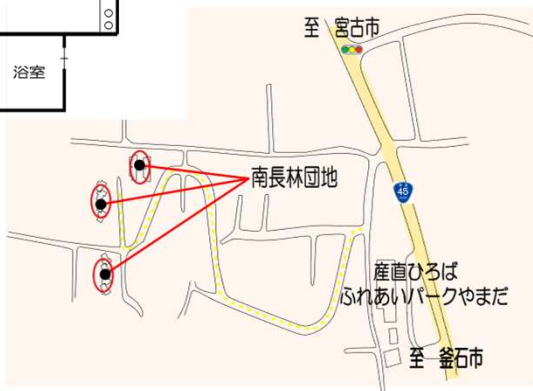 浴室
至 宮古市
南長林団地
45
産直ひろば
ふれあいパークやまだ
至 釜石市